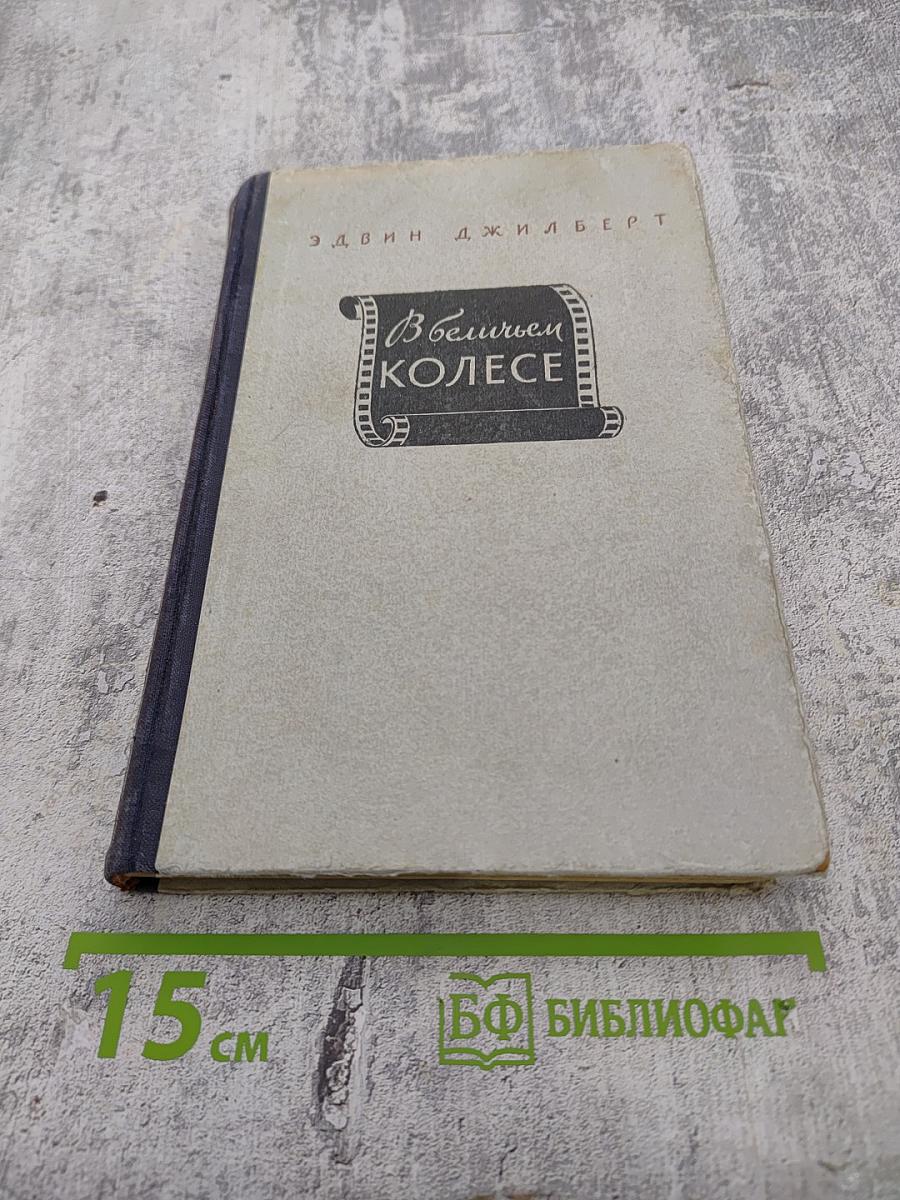 ЭДВИН ДЖИЛБЕРТ
В беличьем
КОЛЕСЕ
15 см
БФ БИБЛИОФАГ